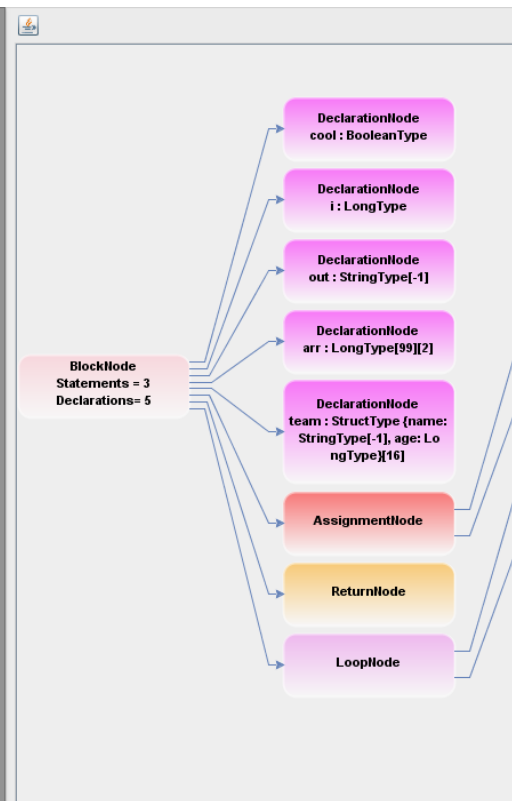 DeclarationNode
cool : BooleanType
DeclarationNode
i : LongType
DeclarationNode
out : StringType[-1]
DeclarationNode
arr : LongType[99][2]
BlockNode
Statements = 3
Declarations= 5
DeclarationNode
team : StructType {name:
StringType[-1], age: Lo
ngType}[16]
AssignmentNode
ReturnNode
LoopNode